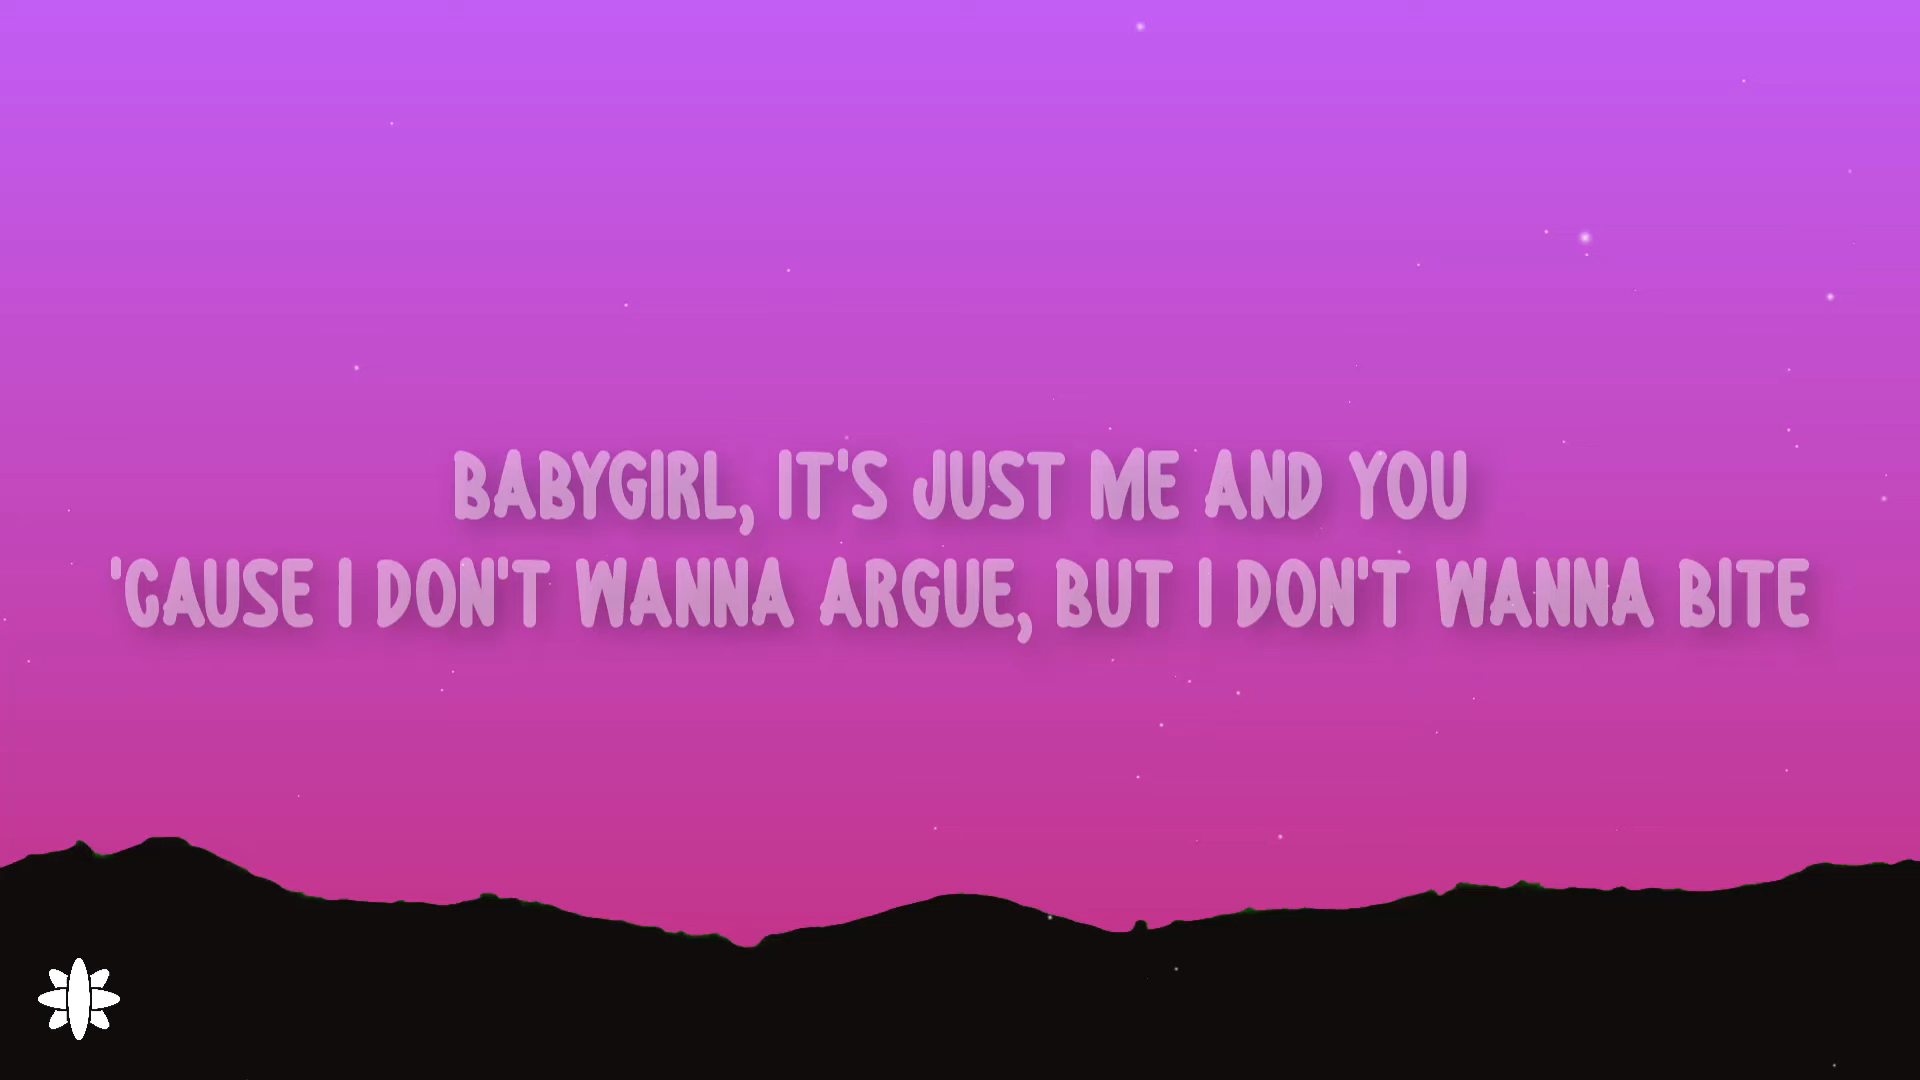 BABYGIRL, IT'S JUST ME AND YOU
'CAUSE I DON'T WANNA ARGUE, BUT I DON'T WANNA BITE